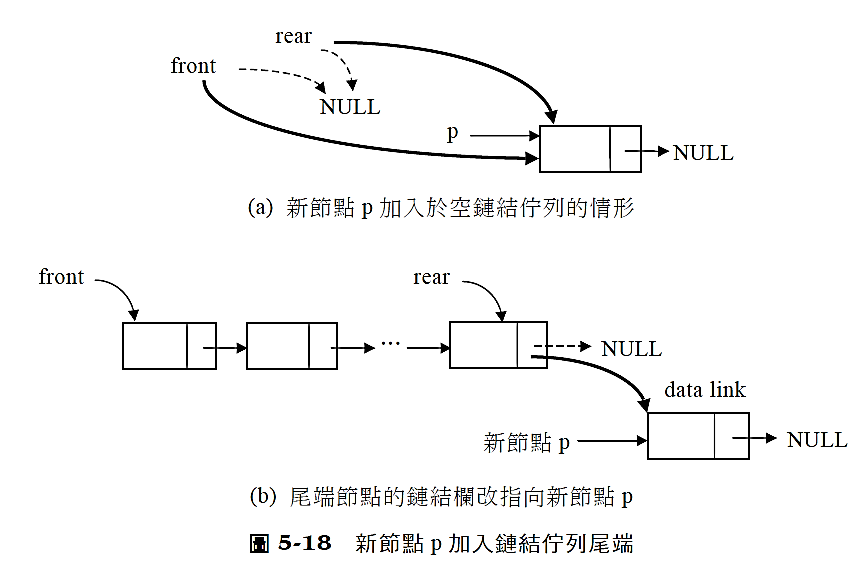 rear
front
NULL
p
NULL
(a) 新節點 p 加入於空鏈結佇列的情形
front
rear
...
NULL
data link
新節點 p
NULL
(b) 尾端節點的鏈結欄改指向新節點 p
圖 5-18 新節點 p 加入鏈結佇列尾端